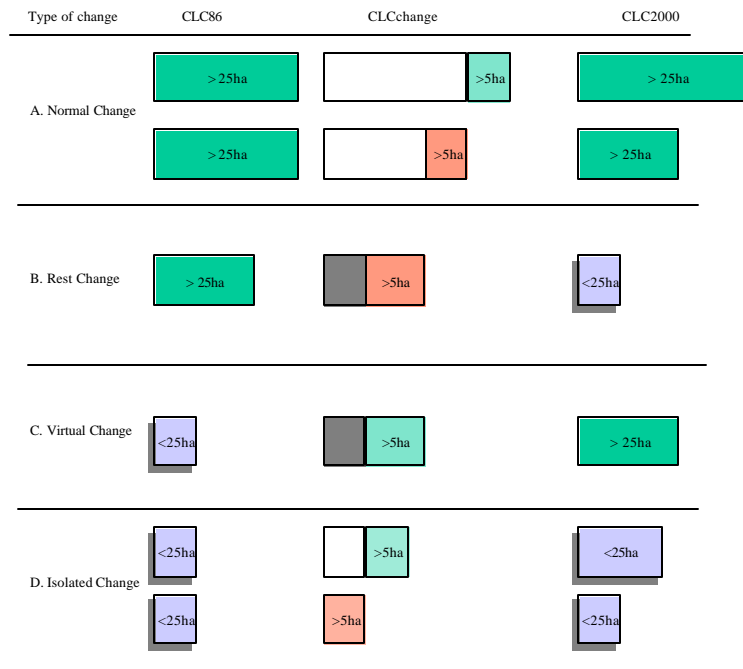 Type of change CLC86 CLCchange CLC2000
>25ha >5ha > 25ha
A. Normal Change
>25ha >5ha > 25ha
B. Rest Change > 25ha >5ha <25ha
C. Virtual Change <25ha >5ha > 25ha
<25ha >5ha <25ha
D. Isolated Change
<25ha >5ha <25ha